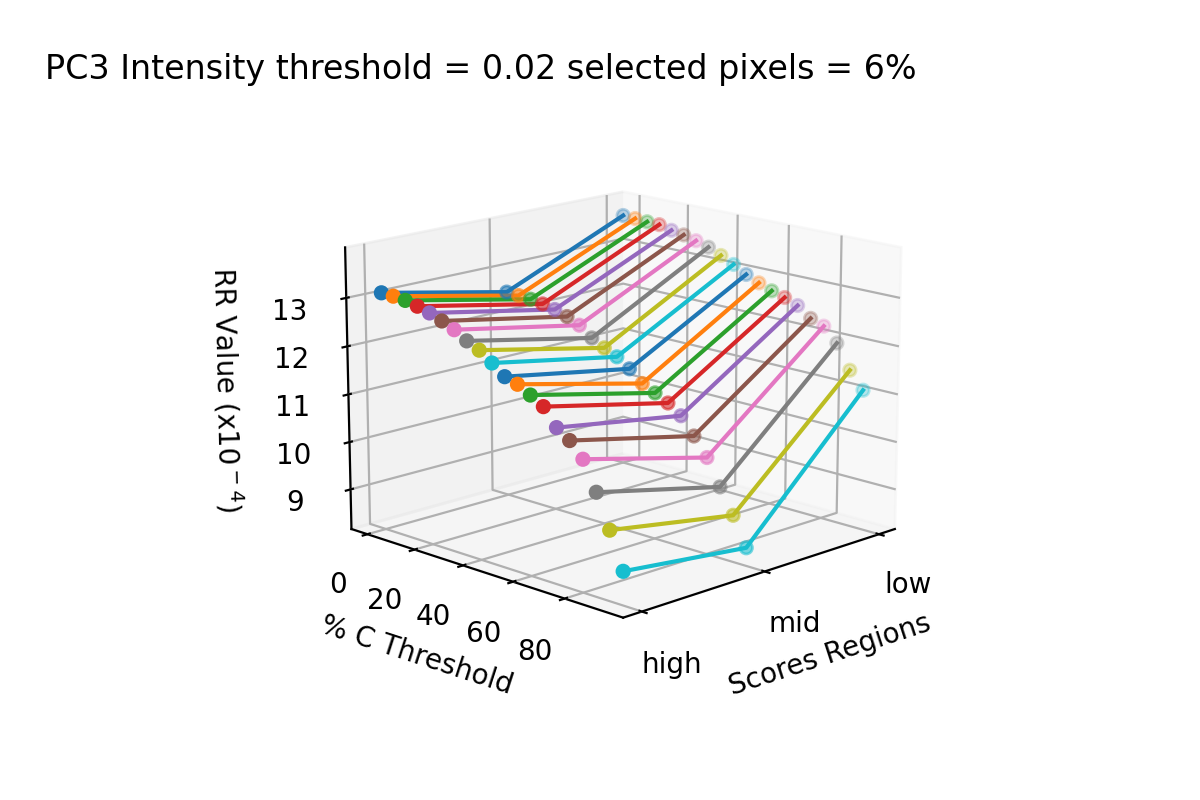 PC3 Intensity threshold = 0.02 selected pixels = 6%
RR Value (x10⁻⁴)
13
12
11
10
9
0
20
40
60
80
% C Threshold
high
mid
low
Scores Regions